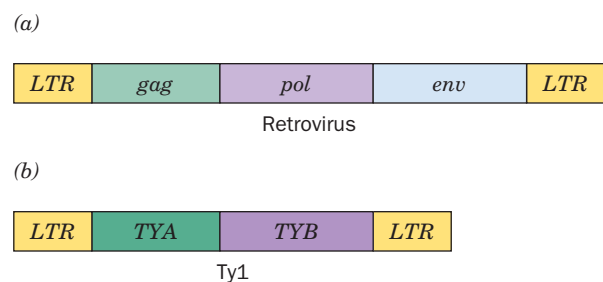 (a)
LTR gag pol env LTR
Retrovirus
(b)
LTR TYA TYB LTR
Ty1